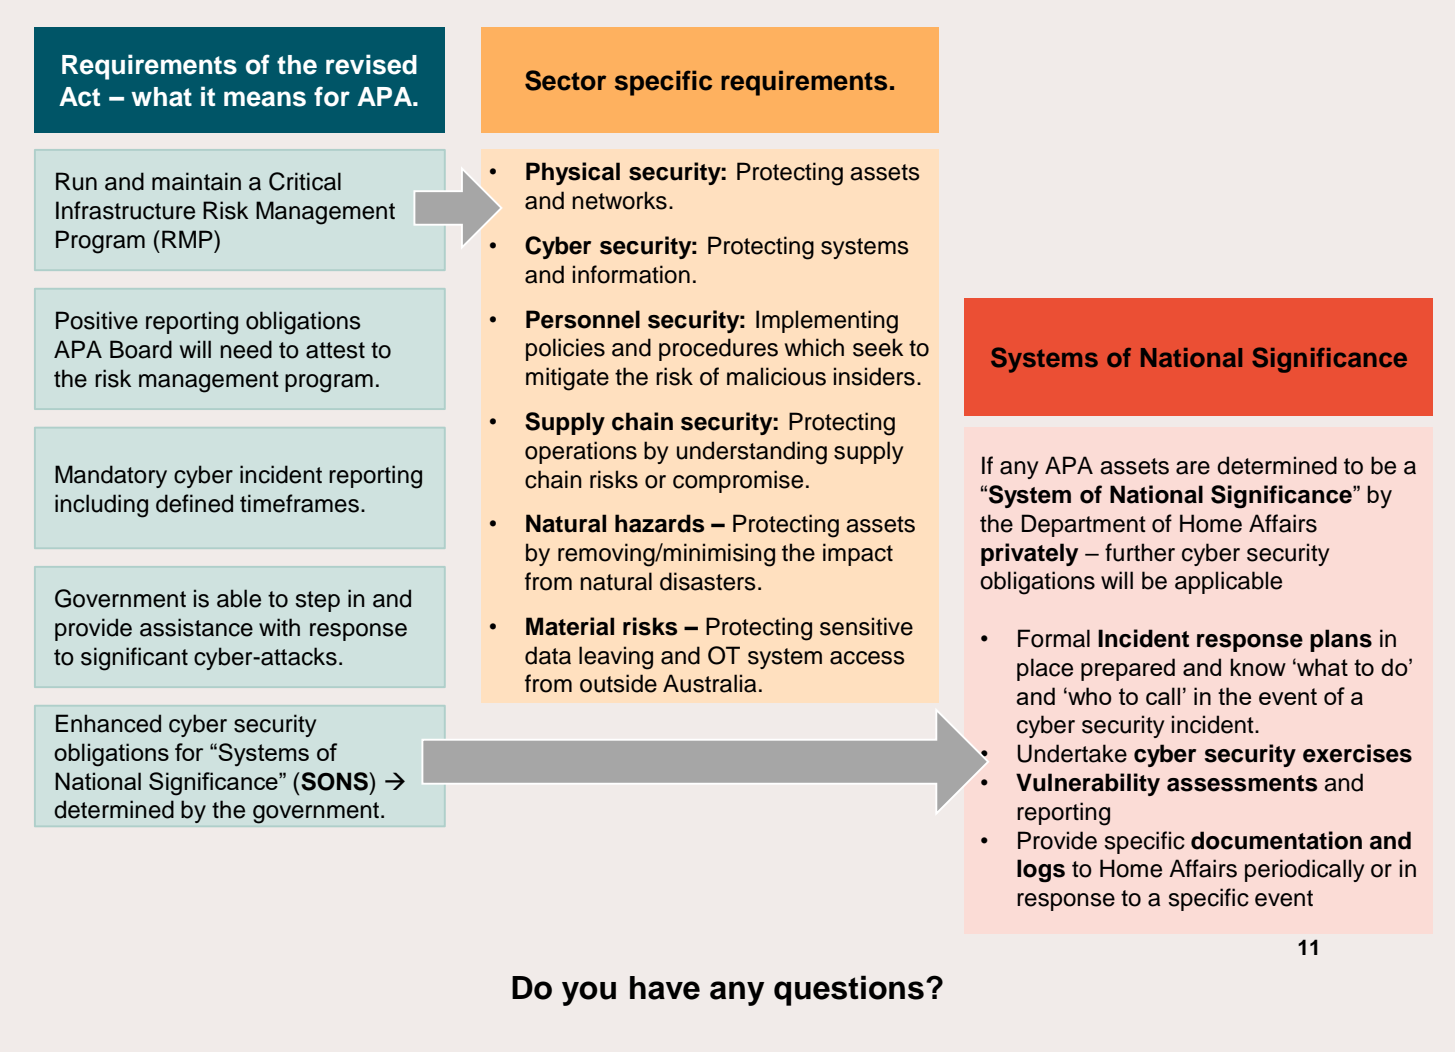 Requirements of the revised
Act – what it means for APA.
Run and maintain a Critical
Infrastructure Risk Management
Program (RMP)
Positive reporting obligations
APA Board will need to attest to
the risk management program.
Mandatory cyber incident reporting
including defined timeframes.
Government is able to step in and
provide assistance with response
to significant cyber-attacks.
Enhanced cyber security
obligations for “Systems of
National Significance” (SONS) →
determined by the government.
Sector specific requirements.
• Physical security: Protecting assets
and networks.
• Cyber security: Protecting systems
and information.
• Personnel security: Implementing
policies and procedures which seek to
mitigate the risk of malicious insiders.
• Supply chain security: Protecting
operations by understanding supply
chain risks or compromise.
• Natural hazards – Protecting assets
by removing/minimising the impact
from natural disasters.
• Material risks – Protecting sensitive
data leaving and OT system access
from outside Australia.
Systems of National Significance
If any APA assets are determined to be a
“System of National Significance” by
the Department of Home Affairs
privately – further cyber security
obligations will be applicable
• Formal Incident response plans in
place prepared and know ‘what to do’
and ‘who to call’ in the event of a
cyber security incident.
• Undertake cyber security exercises
• Vulnerability assessments and
reporting
• Provide specific documentation and
logs to Home Affairs periodically or in
response to a specific event
11
Do you have any questions?